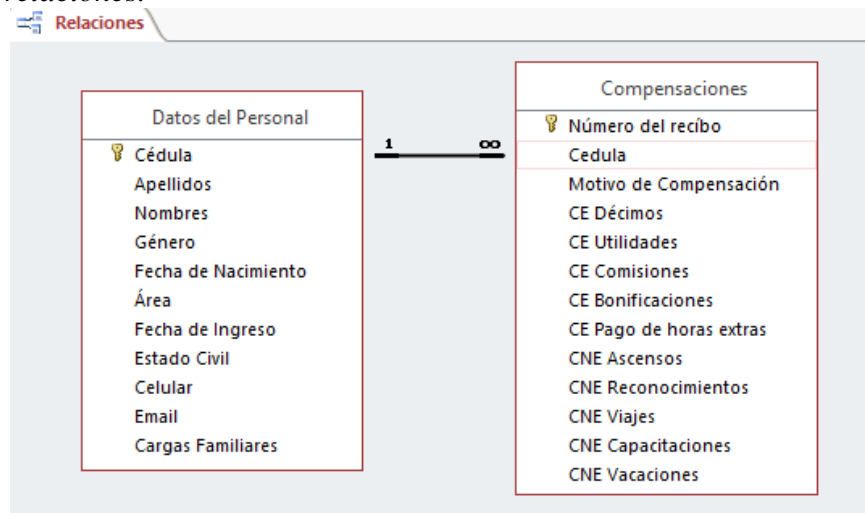 relaciones.
Relaciones
Datos del Personal
Cédula
Apellidos
Nombres
Género
Fecha de Nacimiento
Área
Fecha de Ingreso
Estado Civil
Celular
Email
Cargas Familiares
1 ∞
Compensaciones
Número del recíbo
Cedula
Motivo de Compensación
CE Décimos
CE Utilidades
CE Comisiones
CE Bonificaciones
CE Pago de horas extras
CNE Ascensos
CNE Reconocimientos
CNE Viajes
CNE Capacitaciones
CNE Vacaciones